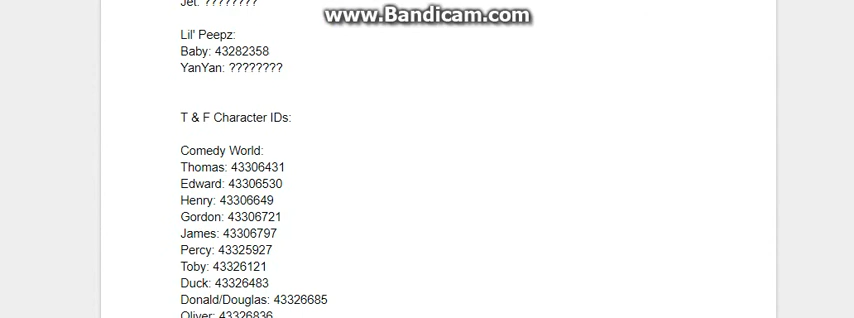 Jet: ????????
www.Bandicam.com
Lil' Peepz:
Baby: 43282358
YanYan: ????????
T & F Character IDs:
Comedy World:
Thomas: 43306431
Edward: 43306530
Henry: 43306649
Gordon: 43306721
James: 43306797
Percy: 43325927
Toby: 43326121
Duck: 43326483
Donald/Douglas: 43326685
Oliver: 43326836